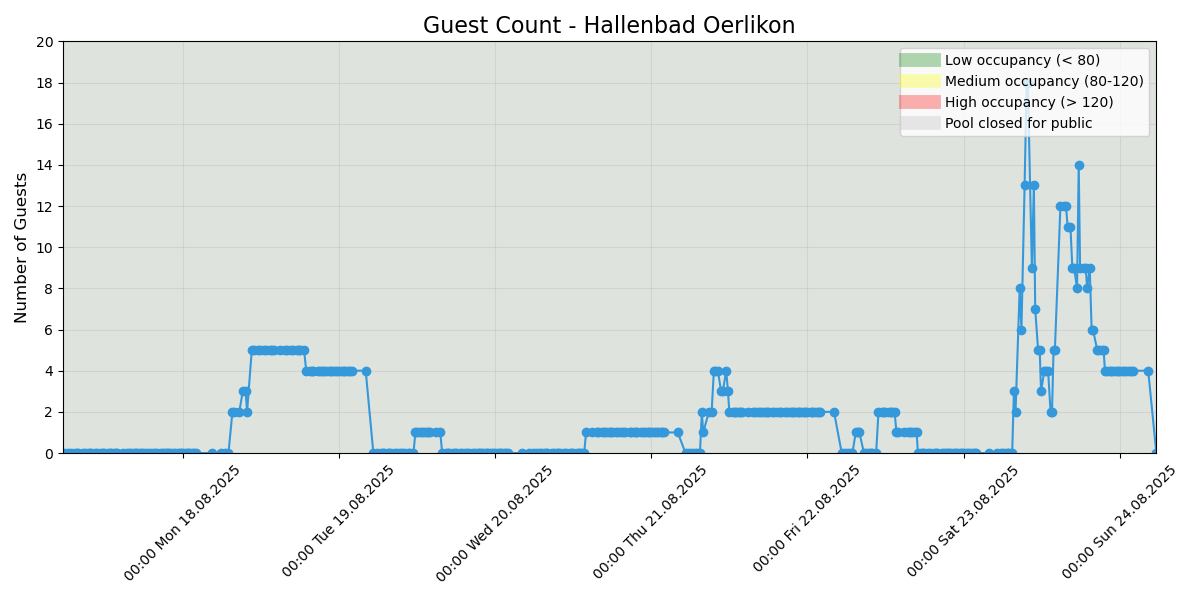 Guest Count - Hallenbad Oerlikon
Number of Guests
20
18
16
14
12
10
8
6
4
2
0
Low occupancy (< 80)
Medium occupancy (80-120)
High occupancy (> 120)
Pool closed for public
00:00 Mon 18.08.2025
00:00 Tue 19.08.2025
00:00 Wed 20.08.2025
00:00 Thu 21.08.2025
00:00 Fri 22.08.2025
00:00 Sat 23.08.2025
00:00 Sun 24.08.2025